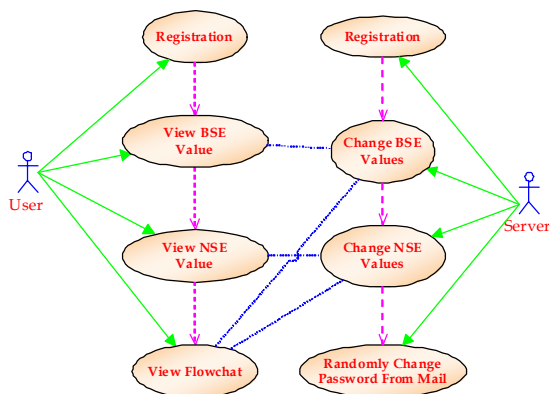 Registration
Registration
View BSE
Value
Change BSE
Values
User
Server
View NSE
Value
Change NSE
Values
View Flowchat
Randomly Change
Password From Mail